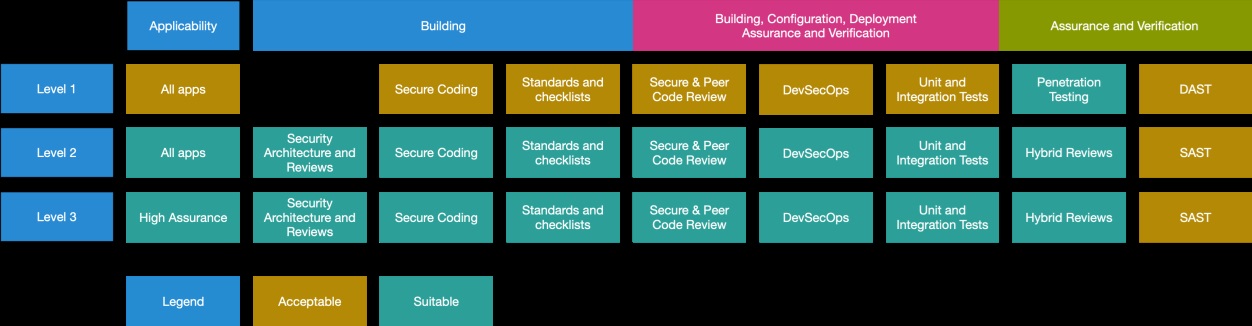 Applicability
Building
Building, Configuration, Deployment
Assurance and Verification
Assurance and Verification
Level 1
All apps
Secure Coding
Standards and
checklists
Secure & Peer
Code Review
DevSecOps
Unit and
Integration Tests
Penetration
Testing
DAST
Level 2
All apps
Security
Architecture and
Reviews
Secure Coding
Standards and
checklists
Secure & Peer
Code Review
DevSecOps
Unit and
Integration Tests
Hybrid Reviews
SAST
Level 3
High Assurance
Security
Architecture and
Reviews
Secure Coding
Standards and
checklists
Secure & Peer
Code Review
DevSecOps
Unit and
Integration Tests
Hybrid Reviews
SAST
Legend
Acceptable
Suitable